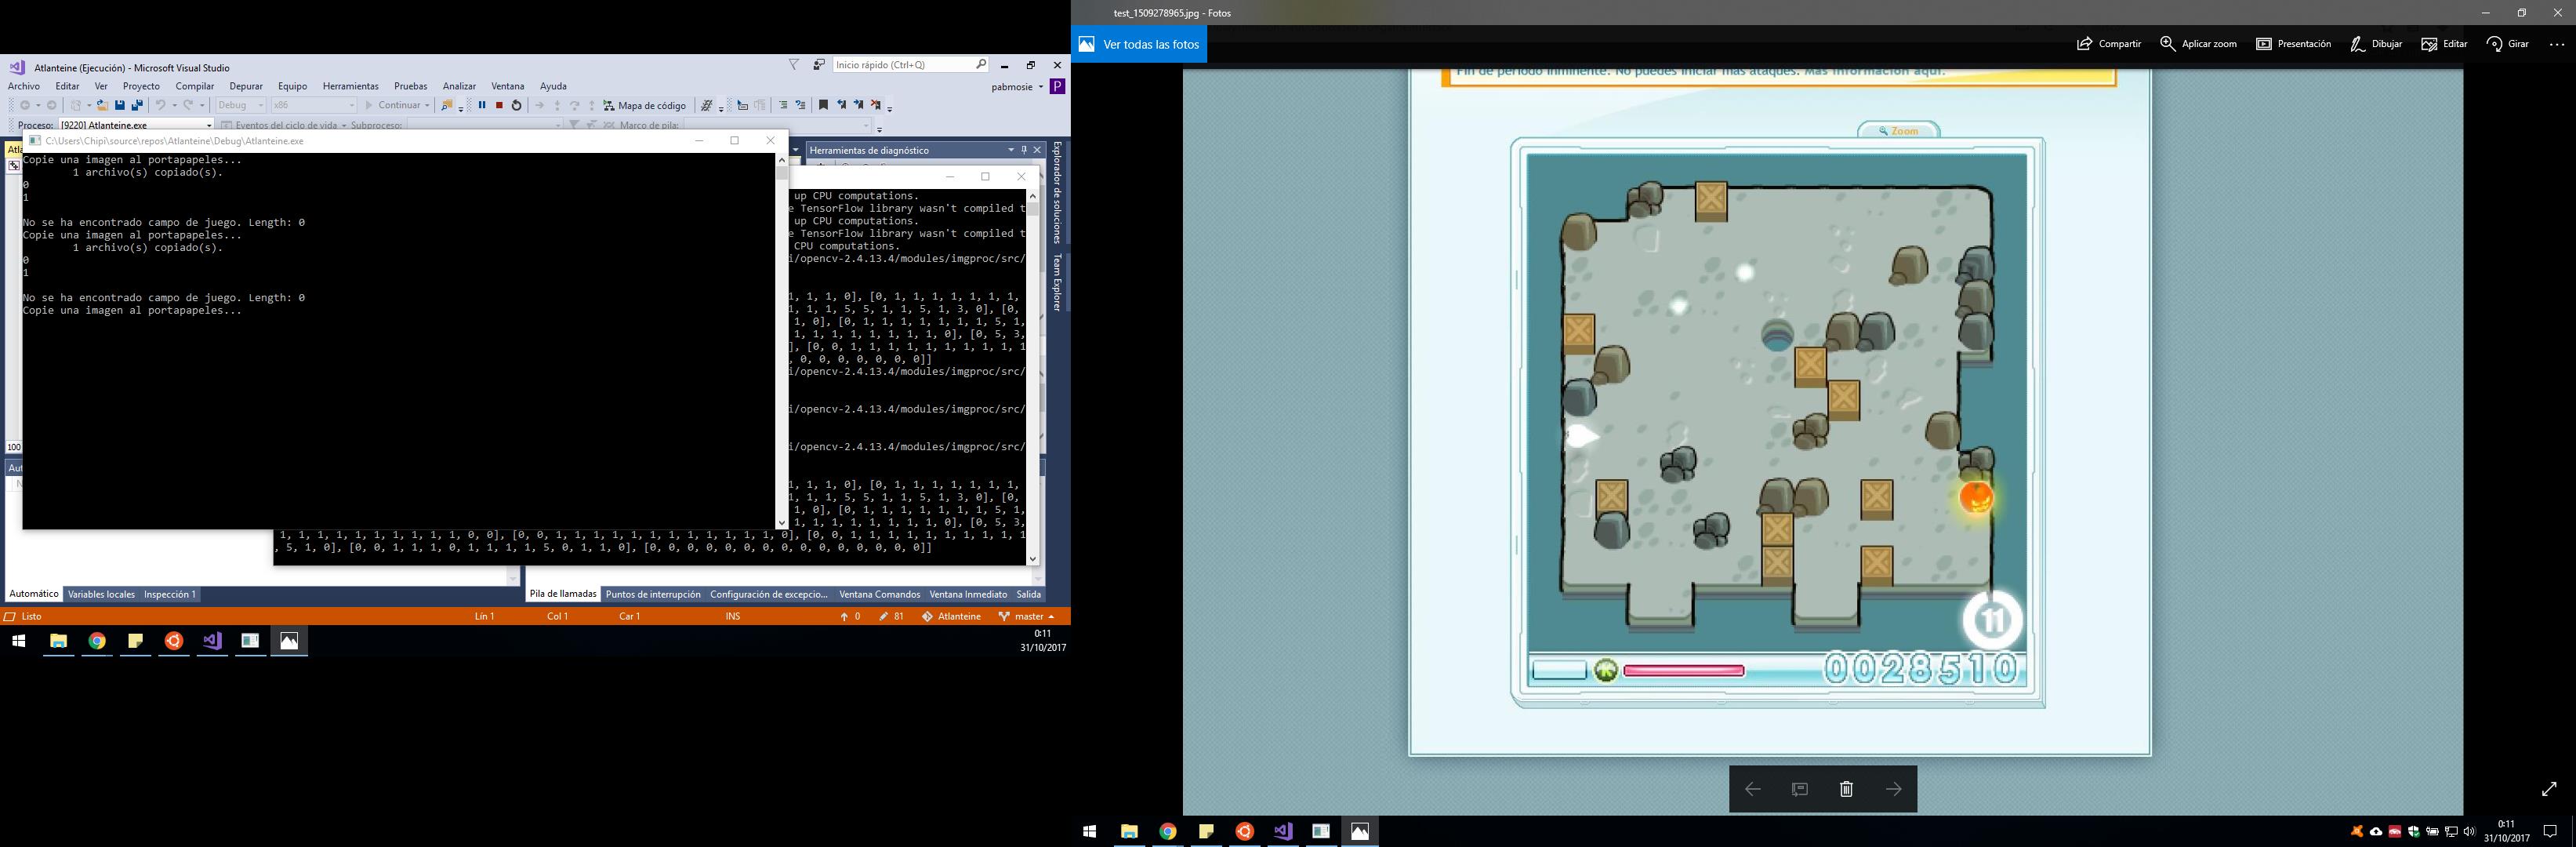 Atlanteine (Ejecución) - Microsoft Visual Studio
Inicio rápido (Ctrl+Q)
Archivo Editar Ver Proyecto Compilar Depurar Equipo Herramientas Pruebas Analizar Ventana Ayuda
pabmosie P
Debug x86 Continuar Mapa de código
Proceso: [9220] Atlanteine.exe Eventos del ciclo de vida Subproceso: Marco de pila:
C:\Users\Chipi\source\repos\Atlanteine\Debug\Atlanteine.exe
Copie una imagen al portapapeles...
1 archivo(s) copiado(s).
0
1
No se ha encontrado campo de juego. Length: 0
Copie una imagen al portapapeles...
1 archivo(s) copiado(s).
0
1
No se ha encontrado campo de juego. Length: 0
Copie una imagen al portapapeles...
Herramientas de diagnóstico
Explorador de soluciones
Team Explorer
up CPU computations.
e TensorFlow library wasn't compiled t
up CPU computations.
e TensorFlow library wasn't compiled t
CPU computations.
i/opencv-2.4.13.4/modules/imgproc/src/
1, 1, 1, 0], [0, 1, 1, 1, 1, 1, 1, 1,
1, 1, 1, 5, 5, 1, 1, 5, 1, 3, 0], [0,
1, 0], [0, 1, 1, 1, 1, 1, 1, 1, 5, 1,
1, 1, 1, 1, 1, 1, 1, 1, 0], [0, 5, 3,
], [0, 0, 1, 1, 1, 1, 1, 1, 1, 1, 1, 1
, 0, 0, 0, 0, 0, 0, 0]]
i/opencv-2.4.13.4/modules/imgproc/src/
i/opencv-2.4.13.4/modules/imgproc/src/
i/opencv-2.4.13.4/modules/imgproc/src/
1, 1, 1, 0], [0, 1, 1, 1, 1, 1, 1, 1,
1, 1, 1, 5, 5, 1, 1, 5, 1, 3, 0], [0,
1, 0], [0, 1, 1, 1, 1, 1, 1, 1, 5, 1,
1, 1, 1, 1, 1, 1, 1, 1, 0], [0, 5, 3,
1, 1, 1, 1, 1, 1, 1, 1, 1, 1, 0, 0], [0, 0, 1, 1, 1, 1, 1, 1, 1, 1, 1, 1, 1, 1, 0], [0, 0, 1, 1, 1, 1, 1, 1, 1, 1, 1, 1
, 5, 1, 0], [0, 0, 1, 1, 1, 0, 1, 1, 1, 1, 5, 0, 1, 1, 0], [0, 0, 0, 0, 0, 0, 0, 0, 0, 0, 0, 0, 0, 0, 0]]
100
Automático Variables locales Inspección 1
Pila de llamadas Puntos de interrupción Configuración de excepcio... Ventana Comandos Ventana Inmediato Salida
Listo Lín 1 Col 1 Car 1 INS 0 81 Atlanteine master
0:11
31/10/2017
test_1509278965.jpg - Fotos
Ver todas las fotos
Compartir Aplicar zoom Presentación Dibujar Editar Girar
Fin de periodo inminente. No puedes iniciar más ataques. Más información aquí.
Zoom
11
0028510
0:11
31/10/2017